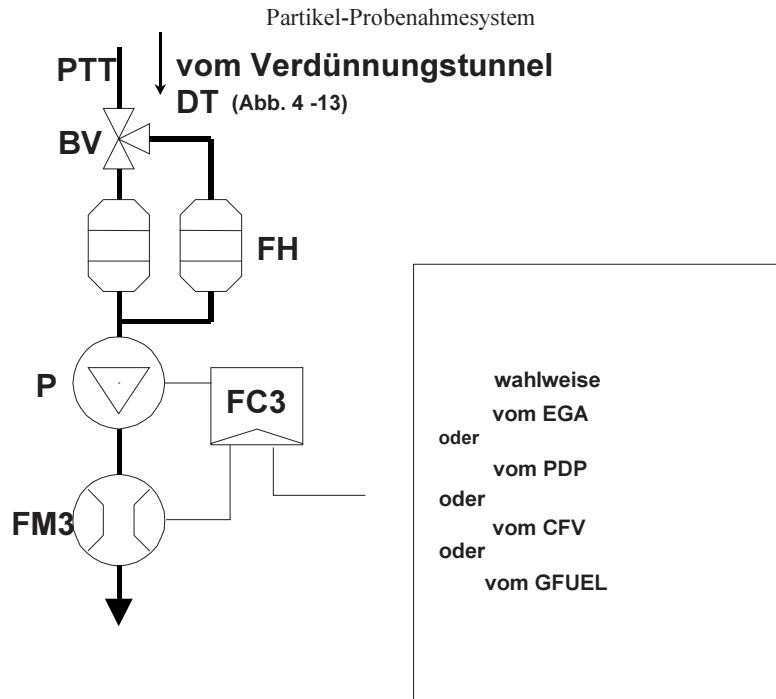 Partikel-Probenahmesystem
PTT
vom Verdünnungstunnel
DT (Abb. 4 -13)
BV
FH
P
FC3
FM3
wahlweise
vom EGA
oder
vom PDP
oder
vom CFV
oder
vom GFUEL